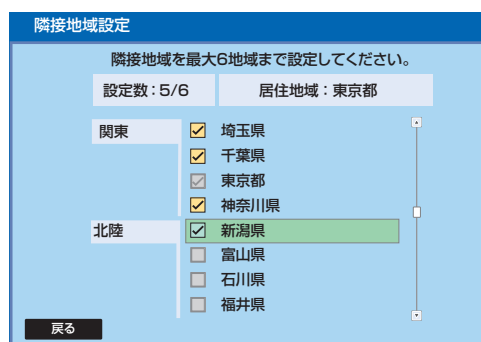 隣接地域設定
隣接地域を最大6地域まで設定してください。
設定数：5/6 居住地域：東京都
関東 埼玉県
千葉県
東京都
神奈川県
北陸 新潟県
富山県
石川県
福井県
戻る